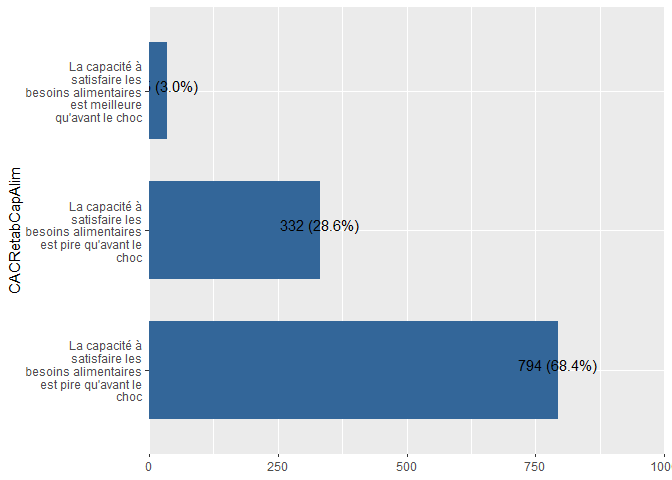 La capacité à
satisfaire les
besoins alimentaires
est meilleure
qu'avant le choc
(3.0%)
CACRetabCapAlim
La capacité à
satisfaire les
besoins alimentaires
est pire qu'avant le
choc
332 (28.6%)
La capacité à
satisfaire les
besoins alimentaires
est pire qu'avant le
choc
794 (68.4%)
0 250 500 750 100